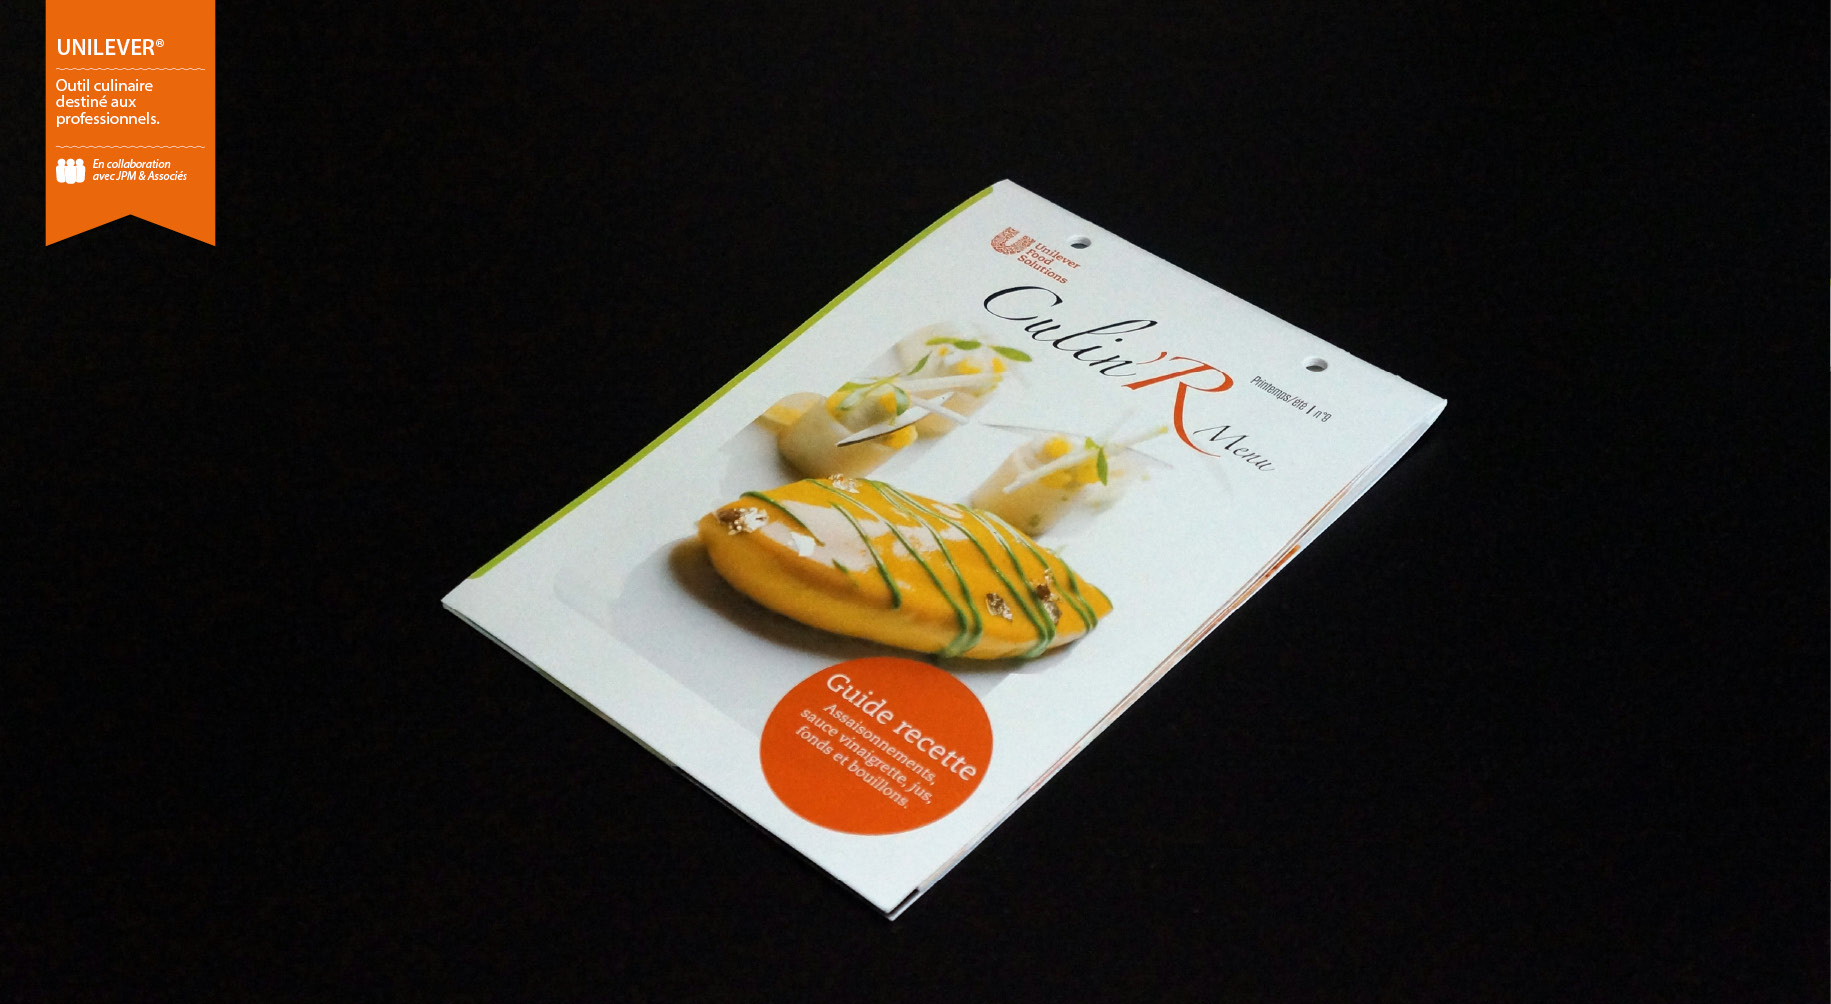 UNILEVER®
Outil culinaire
destiné aux
professionnels.
En collaboration
avec JPM & Associés
Unilever
Food
Solutions
Culin'R
Printemps/été | n°8
Menu
Guide recette
Assaisonnements,
sauce vinaigrette, jus,
fonds et bouillons.